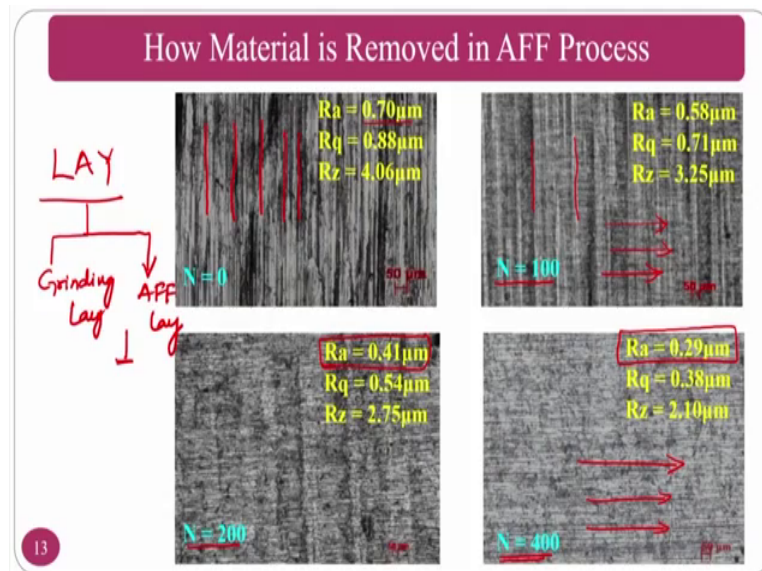 How Material is Removed in AFF Process
LAY
Grinding
Lay
AFF
lay
⊥
Ra = 0.70μm
Rq = 0.88μm
Rz = 4.06μm
N = 0
50 μm
Ra = 0.58μm
Rq = 0.71μm
Rz = 3.25μm
N = 100
50 μm
Ra = 0.41μm
Rq = 0.54μm
Rz = 2.75μm
N = 200
Ra = 0.29μm
Rq = 0.38μm
Rz = 2.10μm
N = 400
50 μm
13